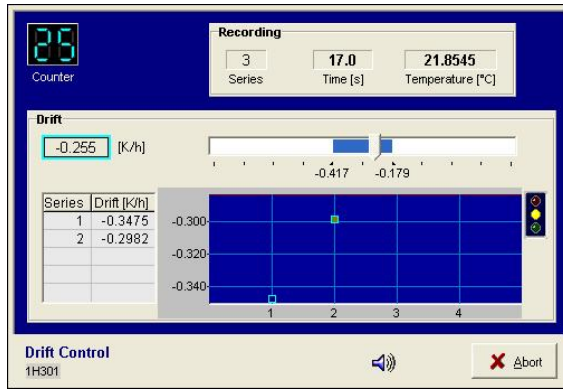 25
Counter
Recording
3 17.0 21.8545
Series Time [s] Temperature [°C]
Drift
-0.255 [K/h]
-0.417 -0.179
Series Drift [K/h]
1 -0.3475
2 -0.2982
-0.300
-0.320
-0.340
1 2 3 4
Drift Control
1H301
Abort